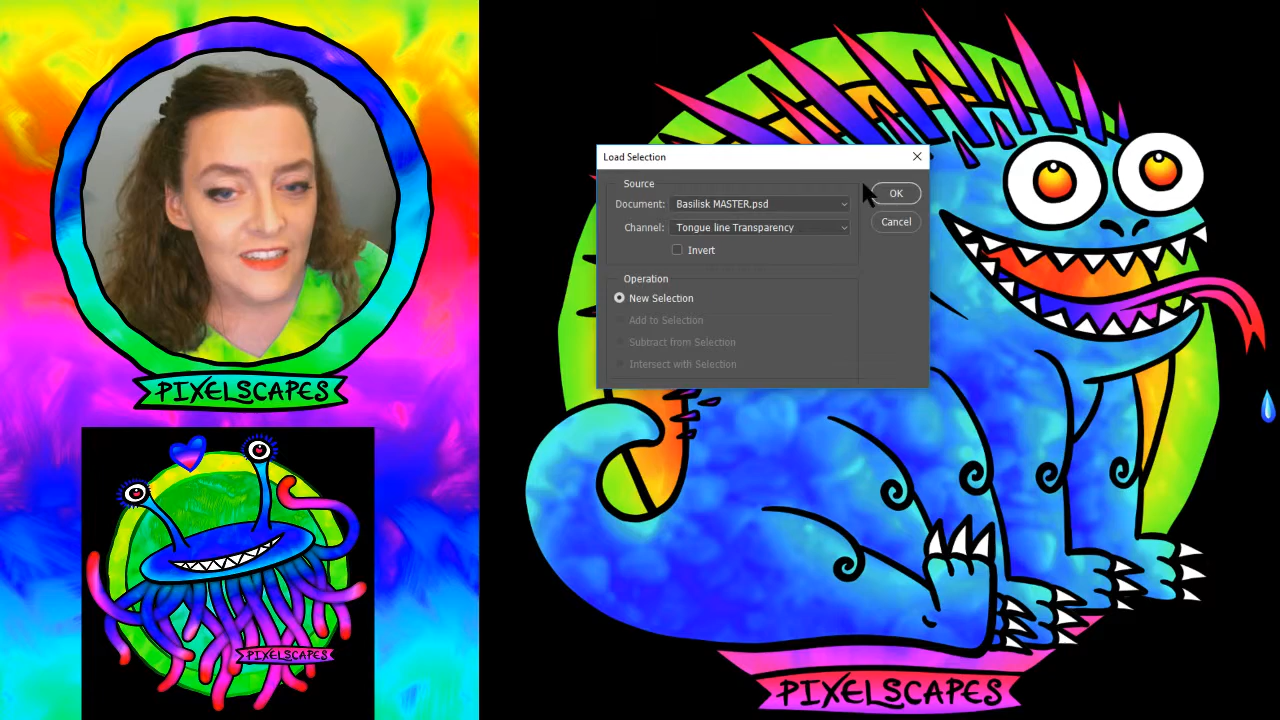 PIXELSCAPES
PIXELSCAPES
Load Selection
Source
Document: Basilisk MASTER.psd
Channel: Tongue line Transparency
Invert
OK
Cancel
Operation
New Selection
Add to Selection
Subtract from Selection
Intersect with Selection
PIXELSCAPES